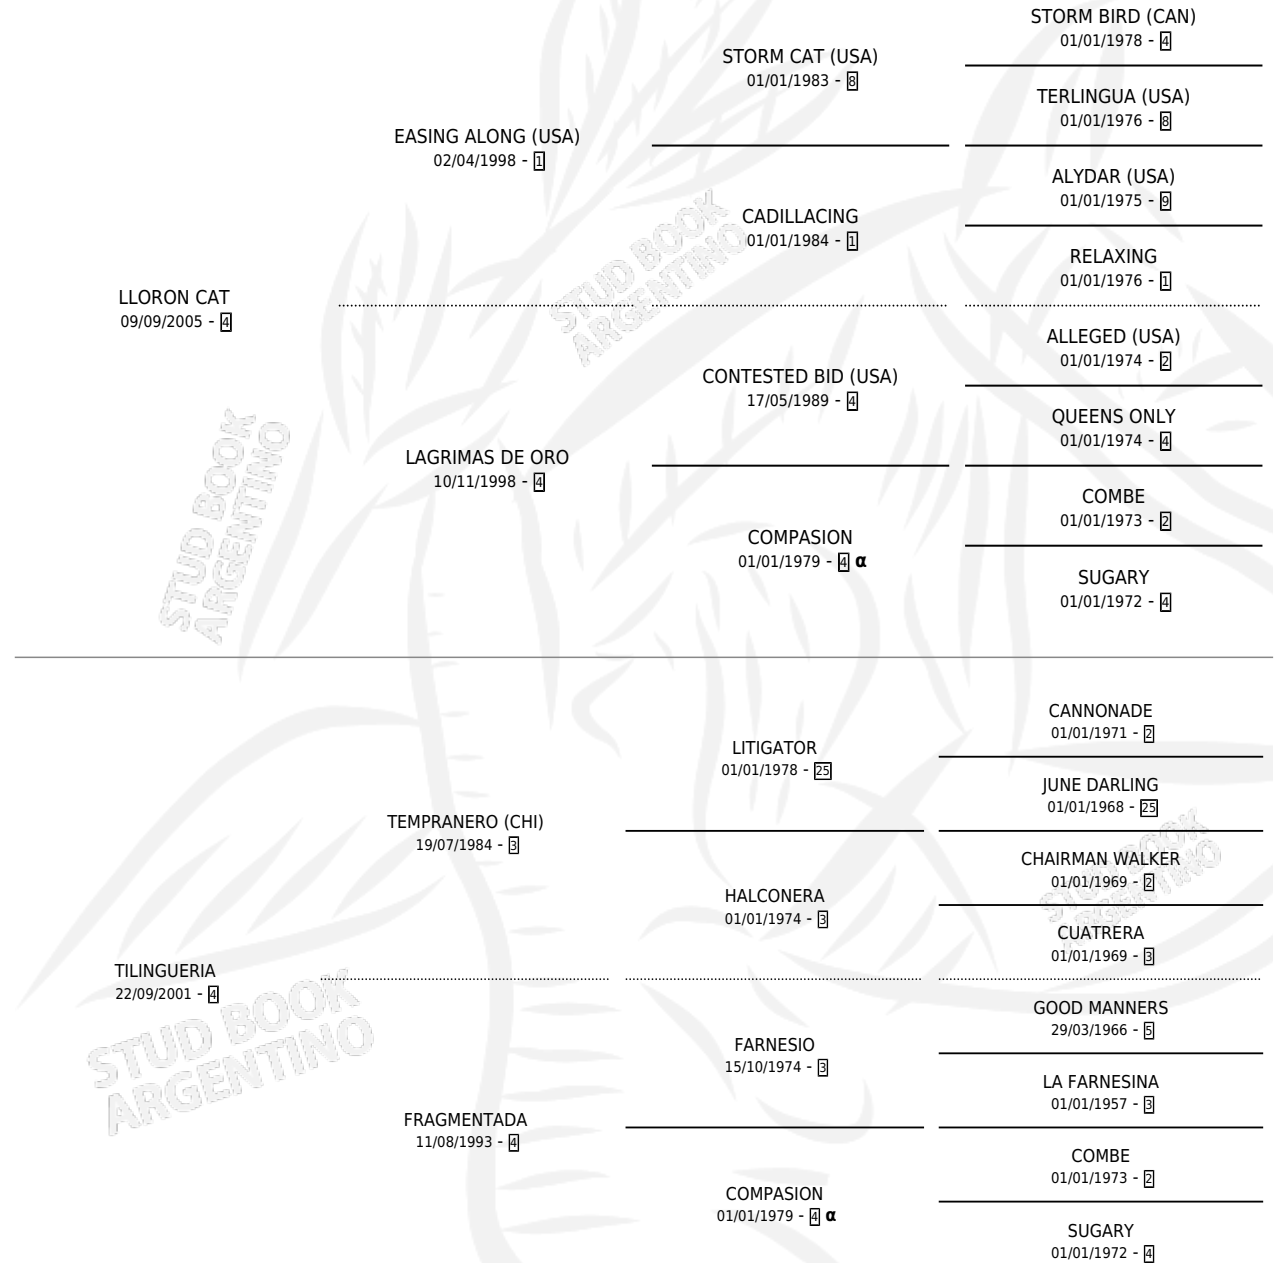 STORM BIRD (CAN)
01/01/1978 - 4
STORM CAT (USA)
01/01/1983 - 8
TERLINGUA (USA)
01/01/1976 - 8
EASING ALONG (USA)
02/04/1998 - 1
ALYDAR (USA)
01/01/1975 - 9
CADILLACING
01/01/1984 - 1
RELAXING
01/01/1976 - 1
STUD BOOK
ARGENTINO
LLORON CAT
09/09/2005 - 4
ALLEGED (USA)
01/01/1974 - 2
CONTESTED BID (USA)
17/05/1989 - 4
QUEENS ONLY
01/01/1974 - 4
LAGRIMAS DE ORO
10/11/1998 - 4
COMBE
01/01/1973 - 2
COMPASION
01/01/1979 - 4 α
SUGARY
01/01/1972 - 4
STUD BOOK
ARGENTINO
CANNONADE
01/01/1971 - 2
LITIGATOR
01/01/1978 - 25
JUNE DARLING
01/01/1968 - 25
TEMPRANERO (CHI)
19/07/1984 - 3
CHAIRMAN WALKER
01/01/1969 - 2
HALCONERA
01/01/1974 - 3
CUATRERA
01/01/1969 - 3
STUD BOOK
ARGENTINO
TILINGUERIA
22/09/2001 - 4
GOOD MANNERS
29/03/1966 - 5
FARNESIO
15/10/1974 - 3
LA FARNESINA
01/01/1957 - 3
STUD BOOK
ARGENTINO
FRAGMENTADA
11/08/1993 - 4
COMBE
01/01/1973 - 2
COMPASION
01/01/1979 - 4 α
SUGARY
01/01/1972 - 4